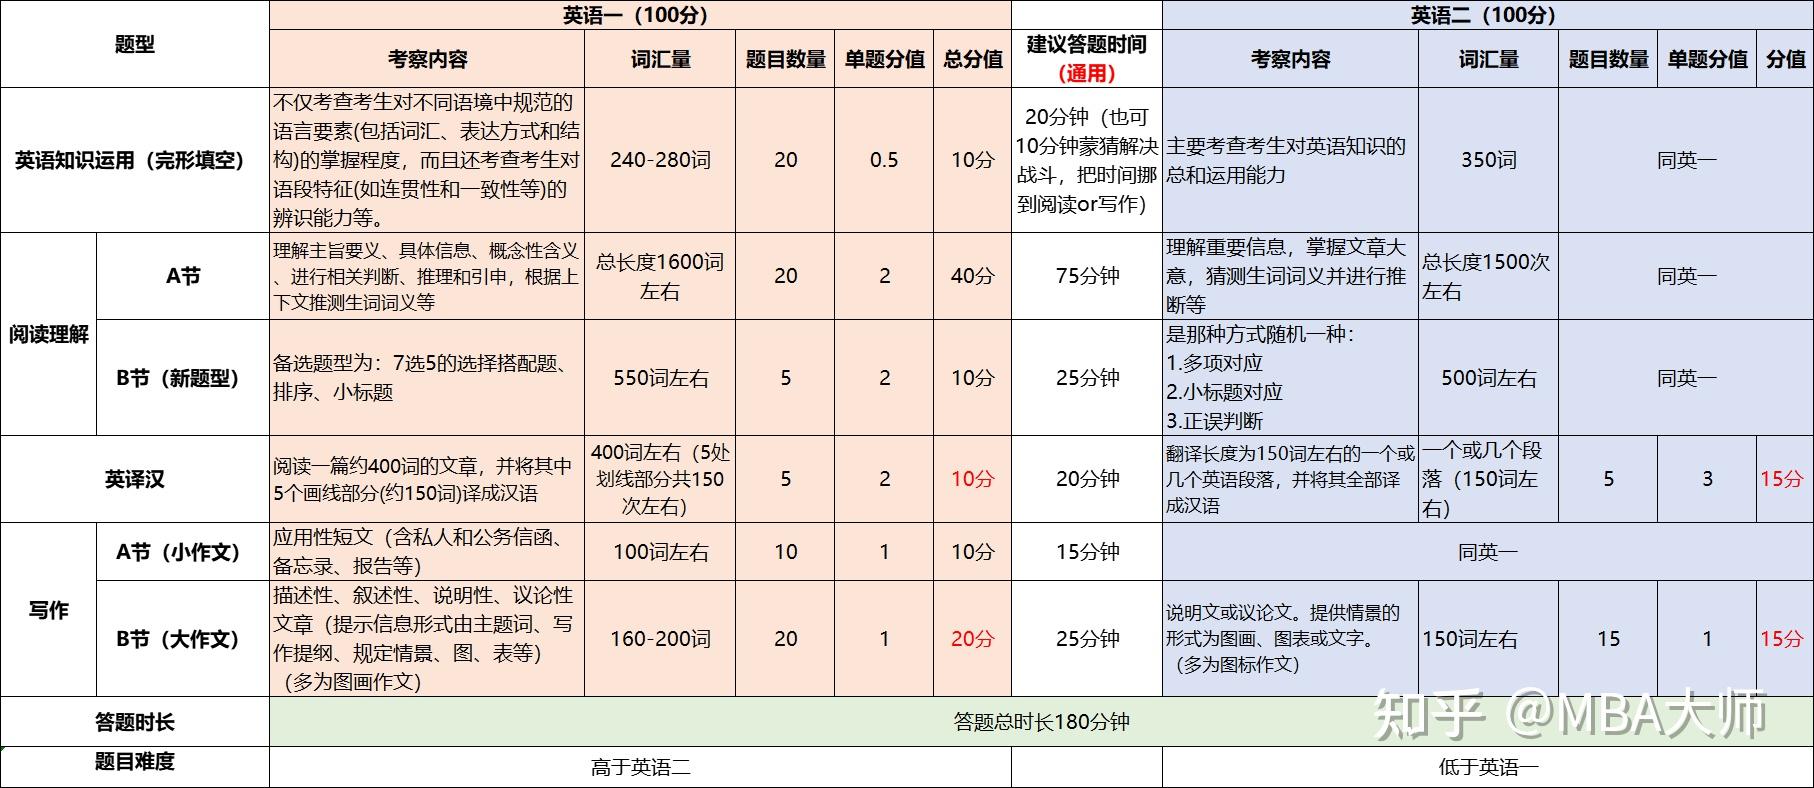 题型
英语一（100分）
英语二（100分）
考察内容
词汇量
题目数量
单题分值
总分值
建议答题时间
（通用）
考察内容
词汇量
题目数量
单题分值
分值
英语知识运用（完形填空）
不仅考查考生对不同语境中规范的
语言要素(包括词汇、表达方式和结
构)的掌握程度，而且还考查考生对
语段特征(如连贯性和一致性等)的
辨识能力等。
240-280词
20
0.5
10分
20分钟（也可
10分钟蒙猜解决
战斗，把时间挪
到阅读or写作）
主要考查考生对英语知识的
总和运用能力
350词
同英一
阅读理解
A节
理解主旨要义、具体信息、概念性含义
、进行相关判断、推理和引申，根据上
下文推测生词词义等
总长度1600词
左右
20
2
40分
75分钟
理解重要信息，掌握文章大
意，猜测生词词义并进行推
断等
总长度1500次
左右
同英一
B节（新题型）
备选题型为：7选5的选择搭配题、
排序、小标题
550词左右
5
2
10分
25分钟
是那种方式随机一种：
1.多项对应
2.小标题对应
3.正误判断
500词左右
同英一
英译汉
阅读一篇约400词的文章，并将其中
5个画线部分(约150词)译成汉语
400词左右（5处
划线部分共150
次左右）
5
2
10分
20分钟
翻译长度为150词左右的一个或
几个英语段落，并将其全部译
成汉语
一个或几个段
落（150词左
右）
5
3
15分
写作
A节（小作文）
应用性短文（含私人和公务信函、
备忘录、报告等）
100词左右
10
1
10分
15分钟
同英一
B节（大作文）
描述性、叙述性、说明性、议论性
文章（提示信息形式由主题词、写
作提纲、规定情景、图、表等）
（多为图画作文）
160-200词
20
1
20分
25分钟
说明文或议论文。提供情景的
形式为图画、图表或文字。
（多为图标作文）
150词左右
15
1
15分
答题时长
答题总时长180分钟
知乎 @MBA大师
题目难度
高于英语二
低于英语一